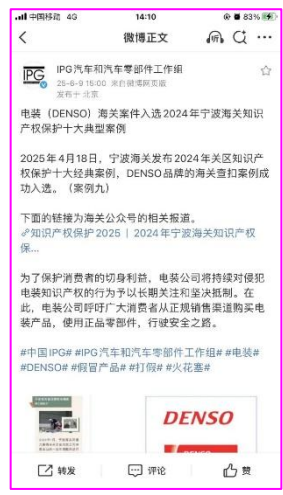 中国移动 4G 14:10 83%
微博正文
IPG IPG汽车和汽车零部件工作组
25-6-9 15:00 来自微博网页版
发布于 北京
电装（DENSO）海关案件入选2024年宁波海关知识
产权保护十大典型案例
2025年4月18日，宁波海关发布2024年关区知识产
权保护十大经典案例，DENSO品牌的海关查扣案例成
功入选。（案例九）
下面的链接为海关公众号的相关报道。
知识产权保护2025 | 2024年宁波海关知识产权
保...
为了保护消费者的切身利益，电装公司将持续对侵犯
电装知识产权的行为予以长期关注和坚决抵制。在
此，电装公司呼吁广大消费者从正规销售渠道购买电
装产品，使用正品零部件，行驶安全之路。
#中国IPG# #IPG汽车和汽车零部件工作组# #电装#
#DENSO# #假冒产品# #打假# #火花塞#
DENSO
DENSO
转发 评论 赞